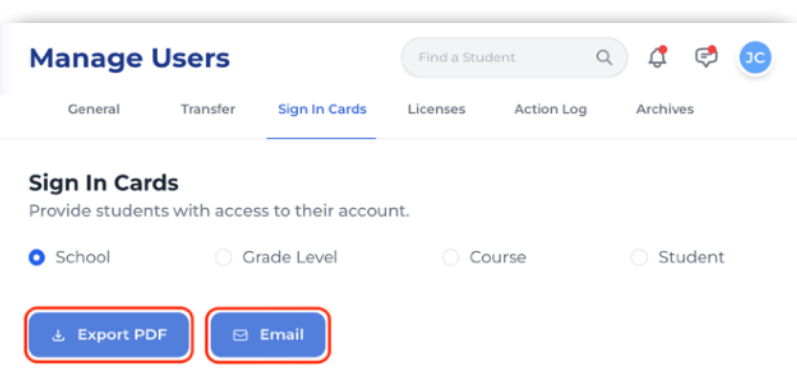 Manage Users
Find a Student
JC
General Transfer Sign In Cards Licenses Action Log Archives
Sign In Cards
Provide students with access to their account.
School Grade Level Course Student
Export PDF Email